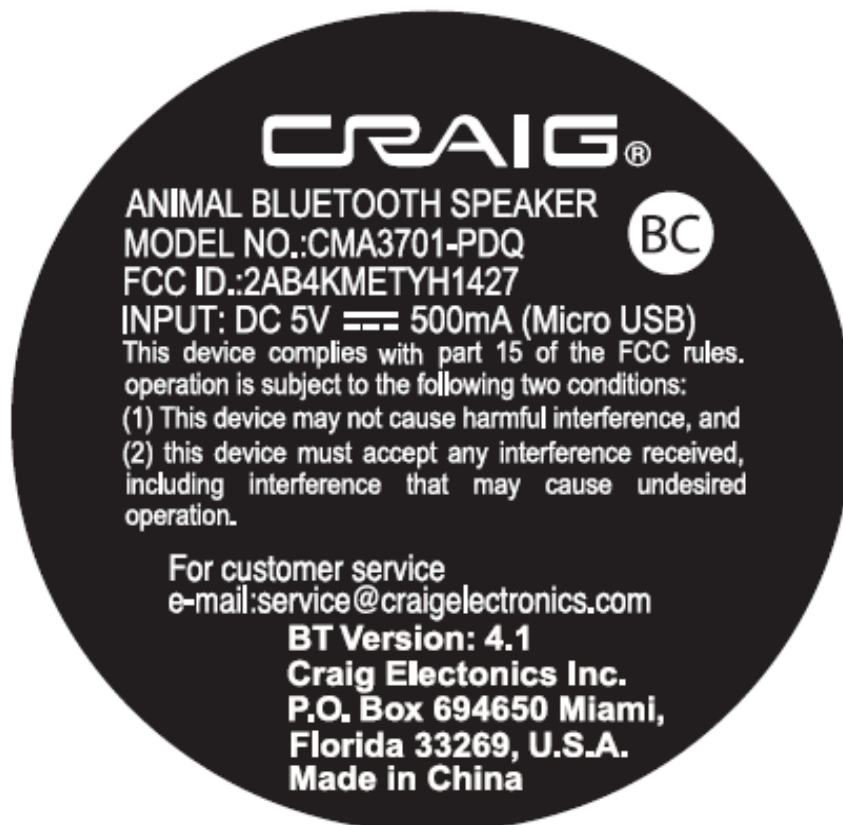 CRAIG®
ANIMAL BLUETOOTH SPEAKER
BC
MODEL NO.:CMA3701-PDQ
FCC ID.:2AB4KMETYH1427
INPUT: DC 5V 500mA (Micro USB)
This device complies with part 15 of the FCC rules.
operation is subject to the following two conditions:
(1) This device may not cause harmful interference, and
(2) this device must accept any interference received,
including interference that may cause undesired
operation.
For customer service
e-mail:service@craigelectronics.com
BT Version: 4.1
Craig Electonics Inc.
P.O. Box 694650 Miami,
Florida 33269, U.S.A.
Made in China